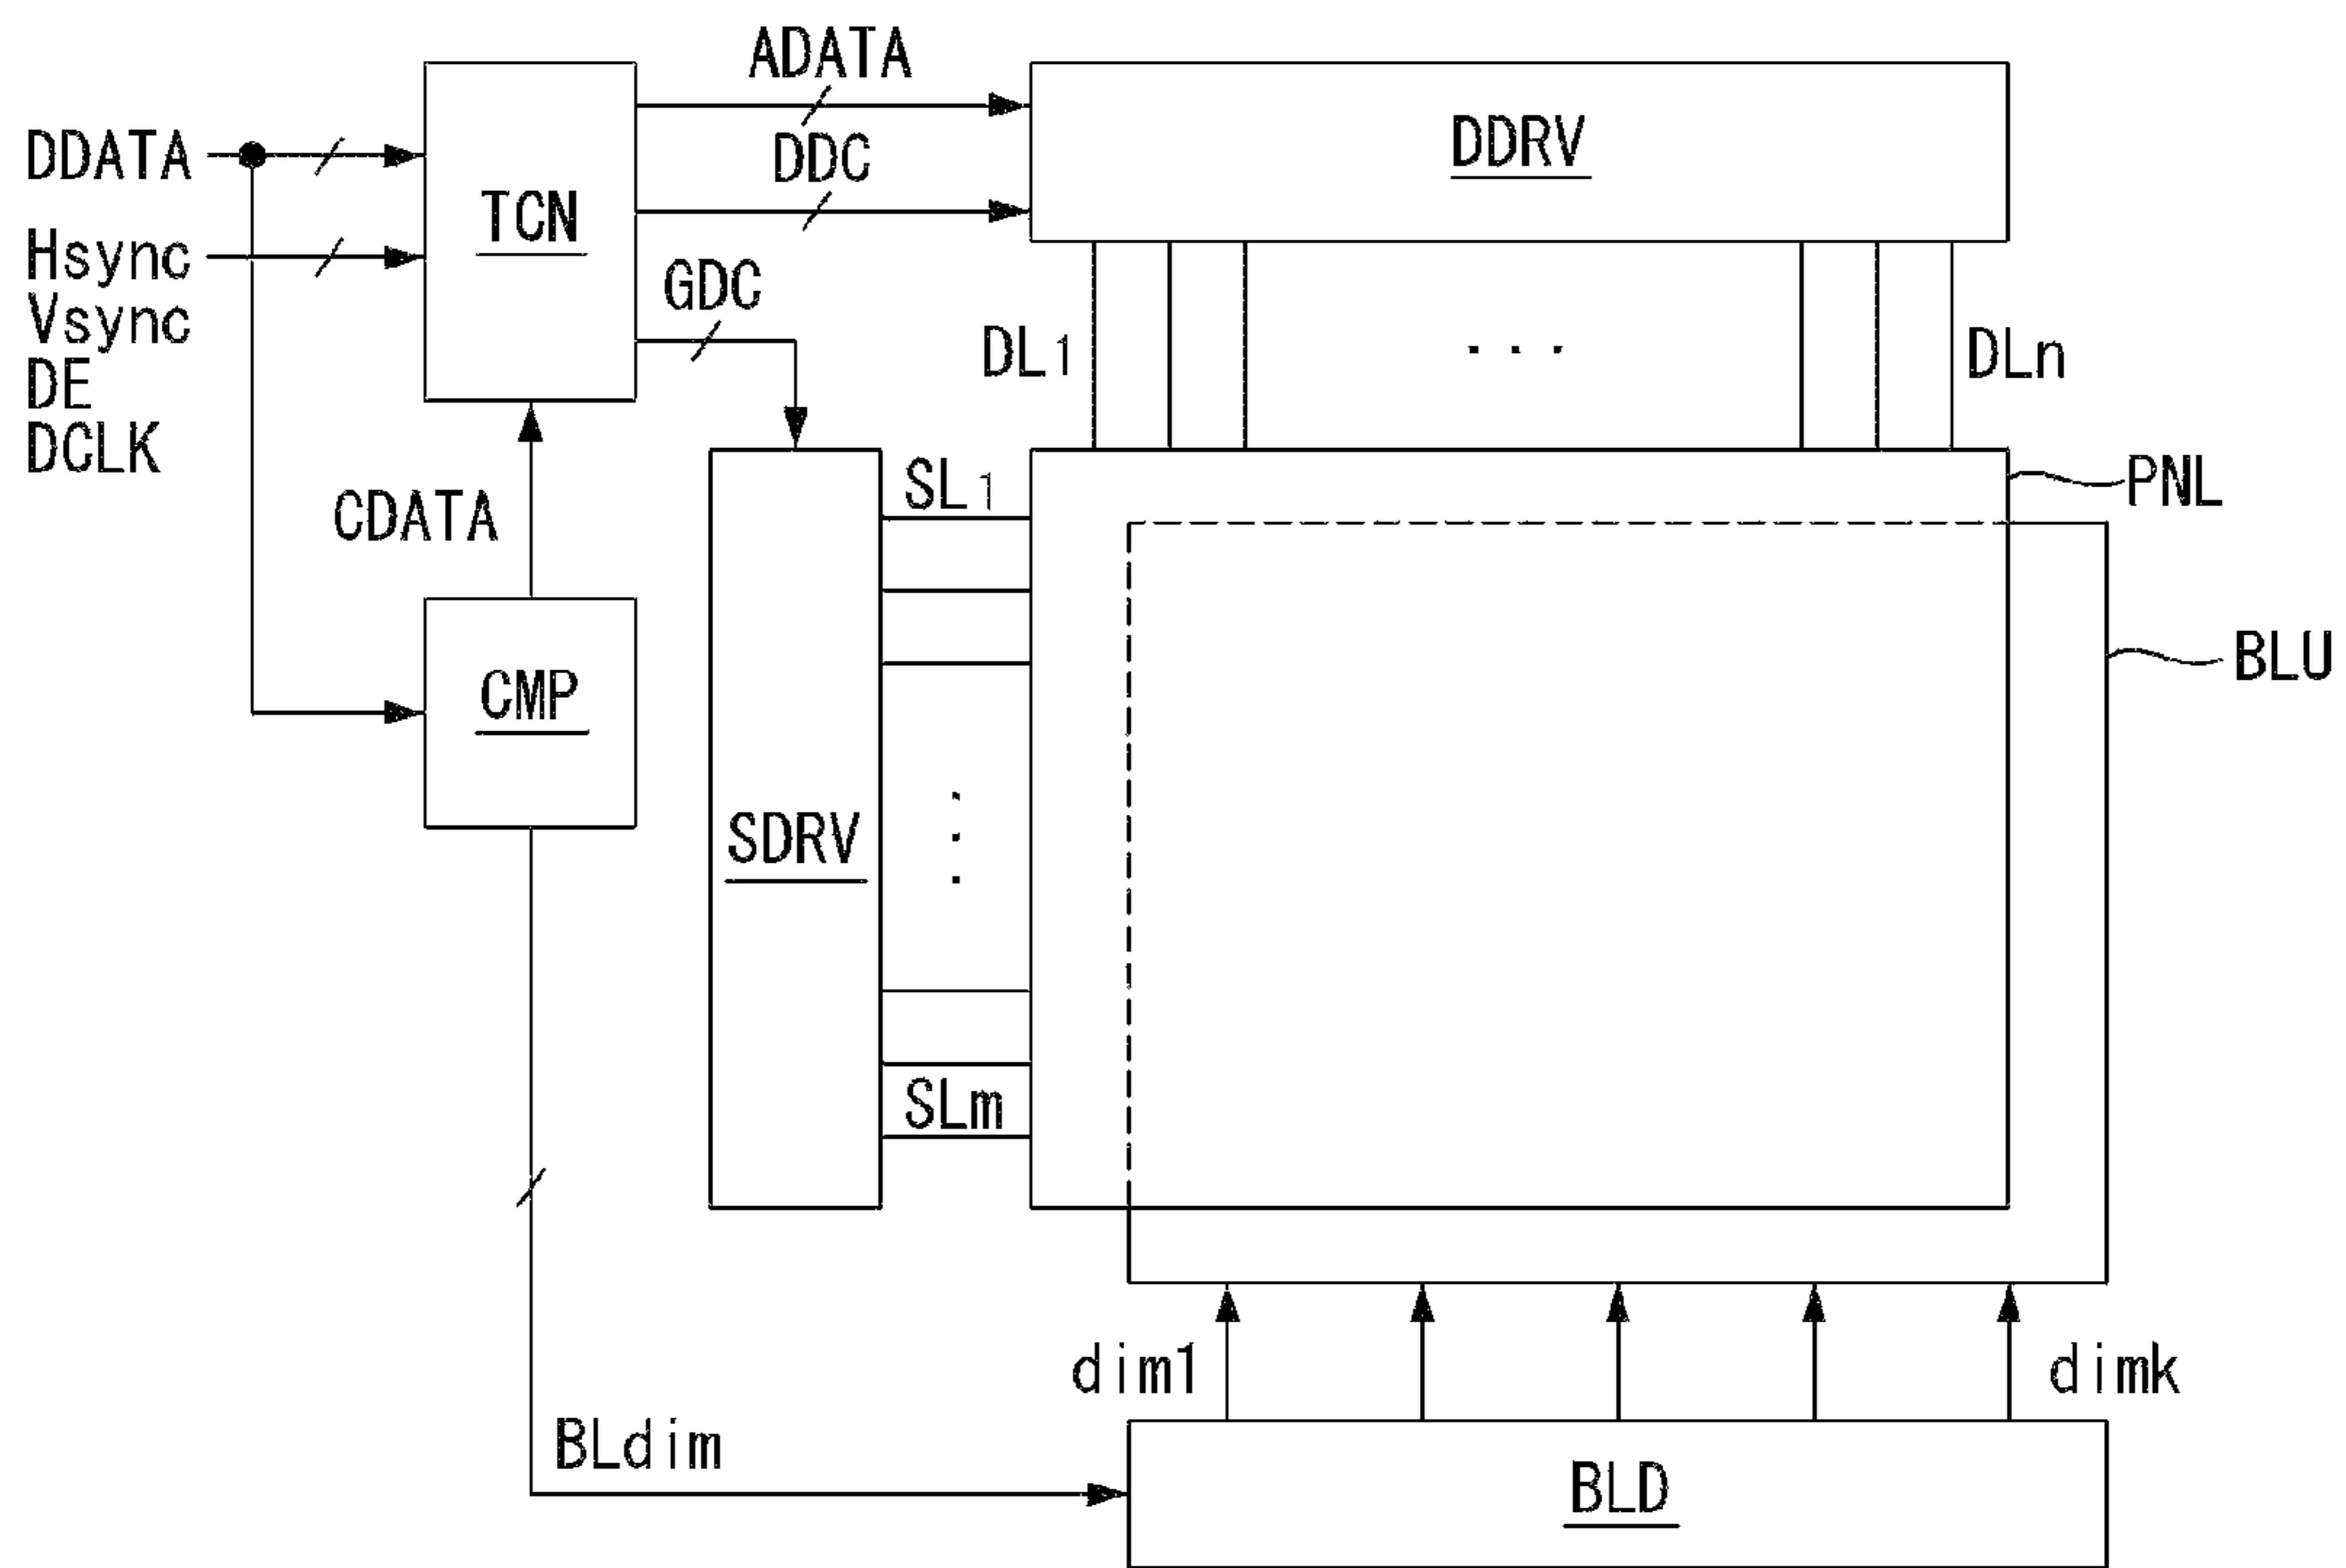 ADATA
DDATA
DDC
DDRV
TCN
Hsync
Vsync
DE
DCLK
GDC
DL1
. . .
DLn
CDATA
SL1
PNL
CMP
BLU
SDRV
SLm
dim1
dimk
BLdim
BLD